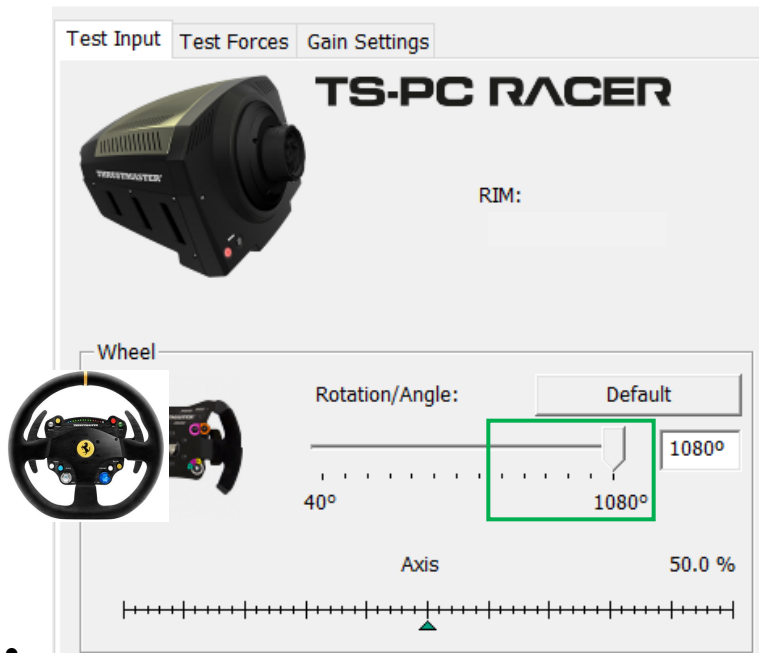 Test Input Test Forces Gain Settings
TS-PC RACER
THRUSTMASTER
RIM:
Wheel
Rotation/Angle:
Default
1080º
40º
1080º
Axis
50.0 %